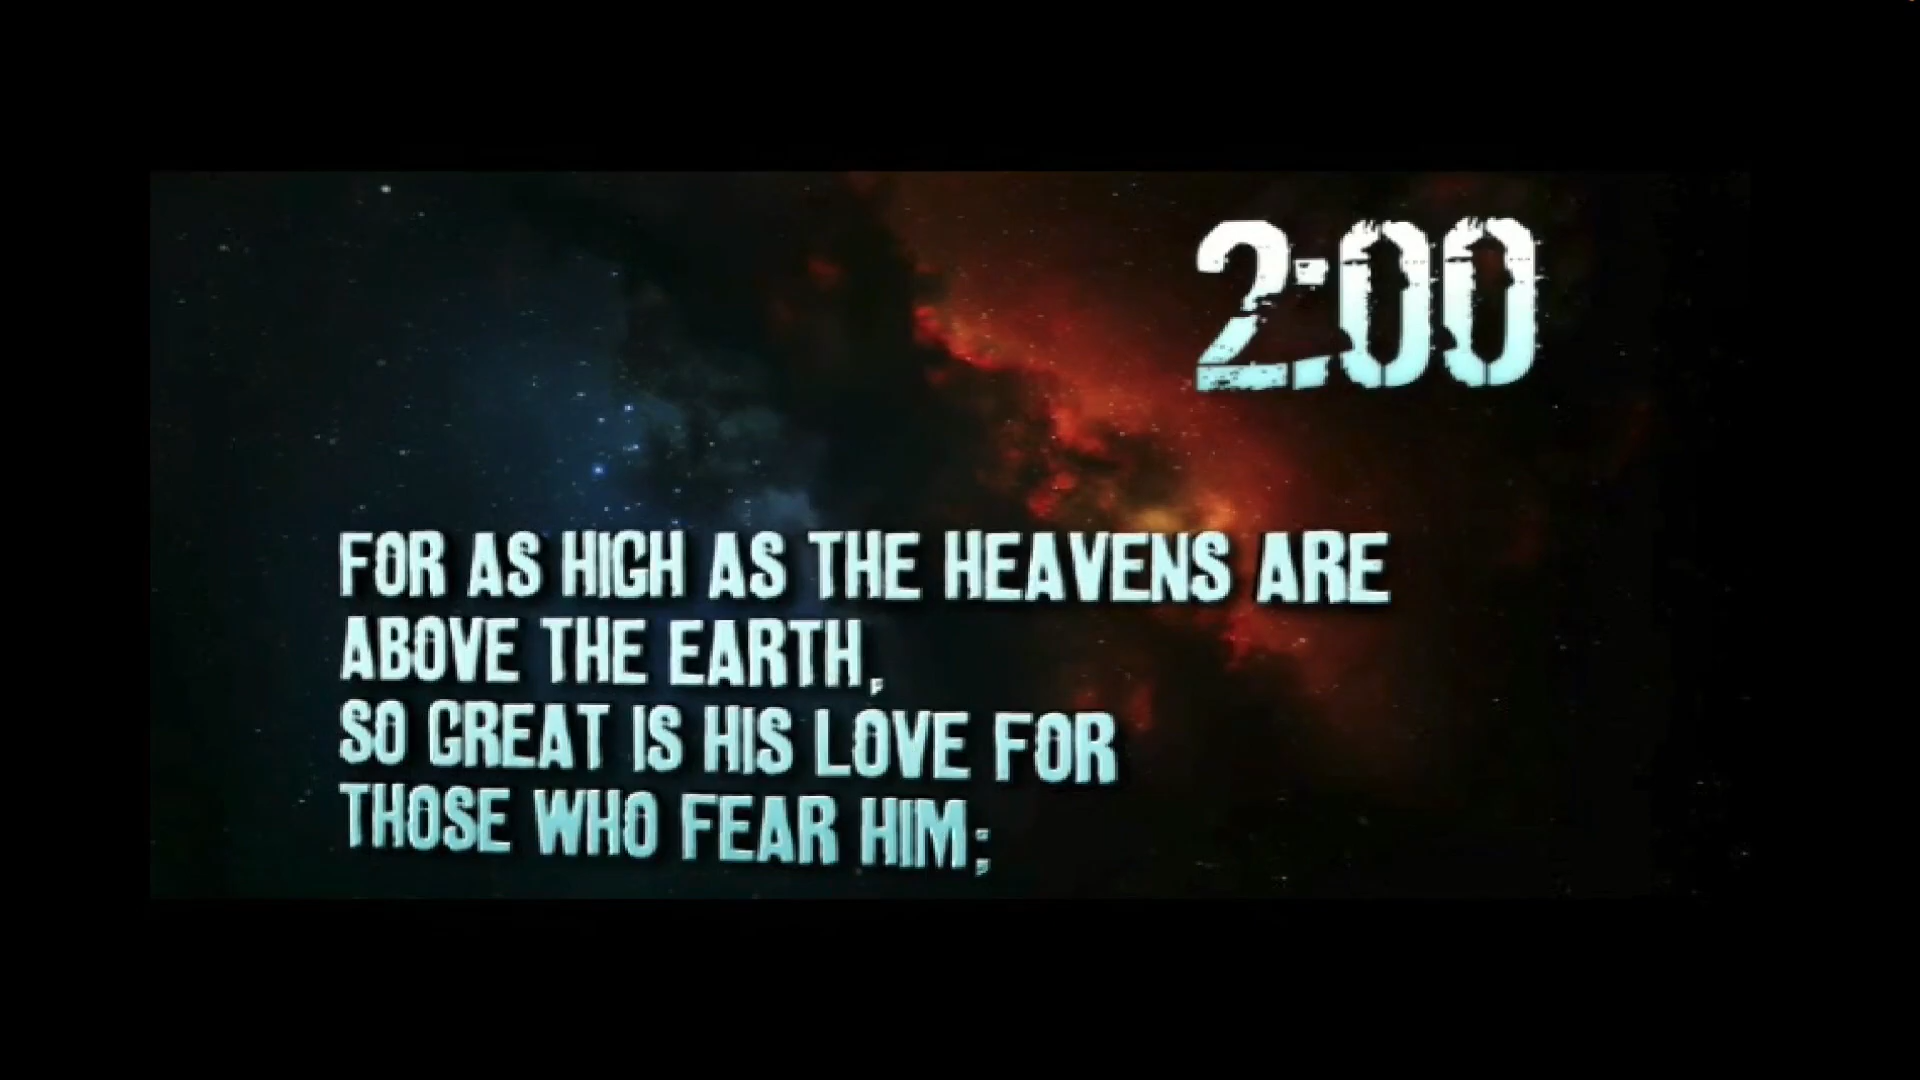 2:00
FOR AS HIGH AS THE HEAVENS ARE
ABOVE THE EARTH,
SO GREAT IS HIS LOVE FOR
THOSE WHO FEAR HIM;